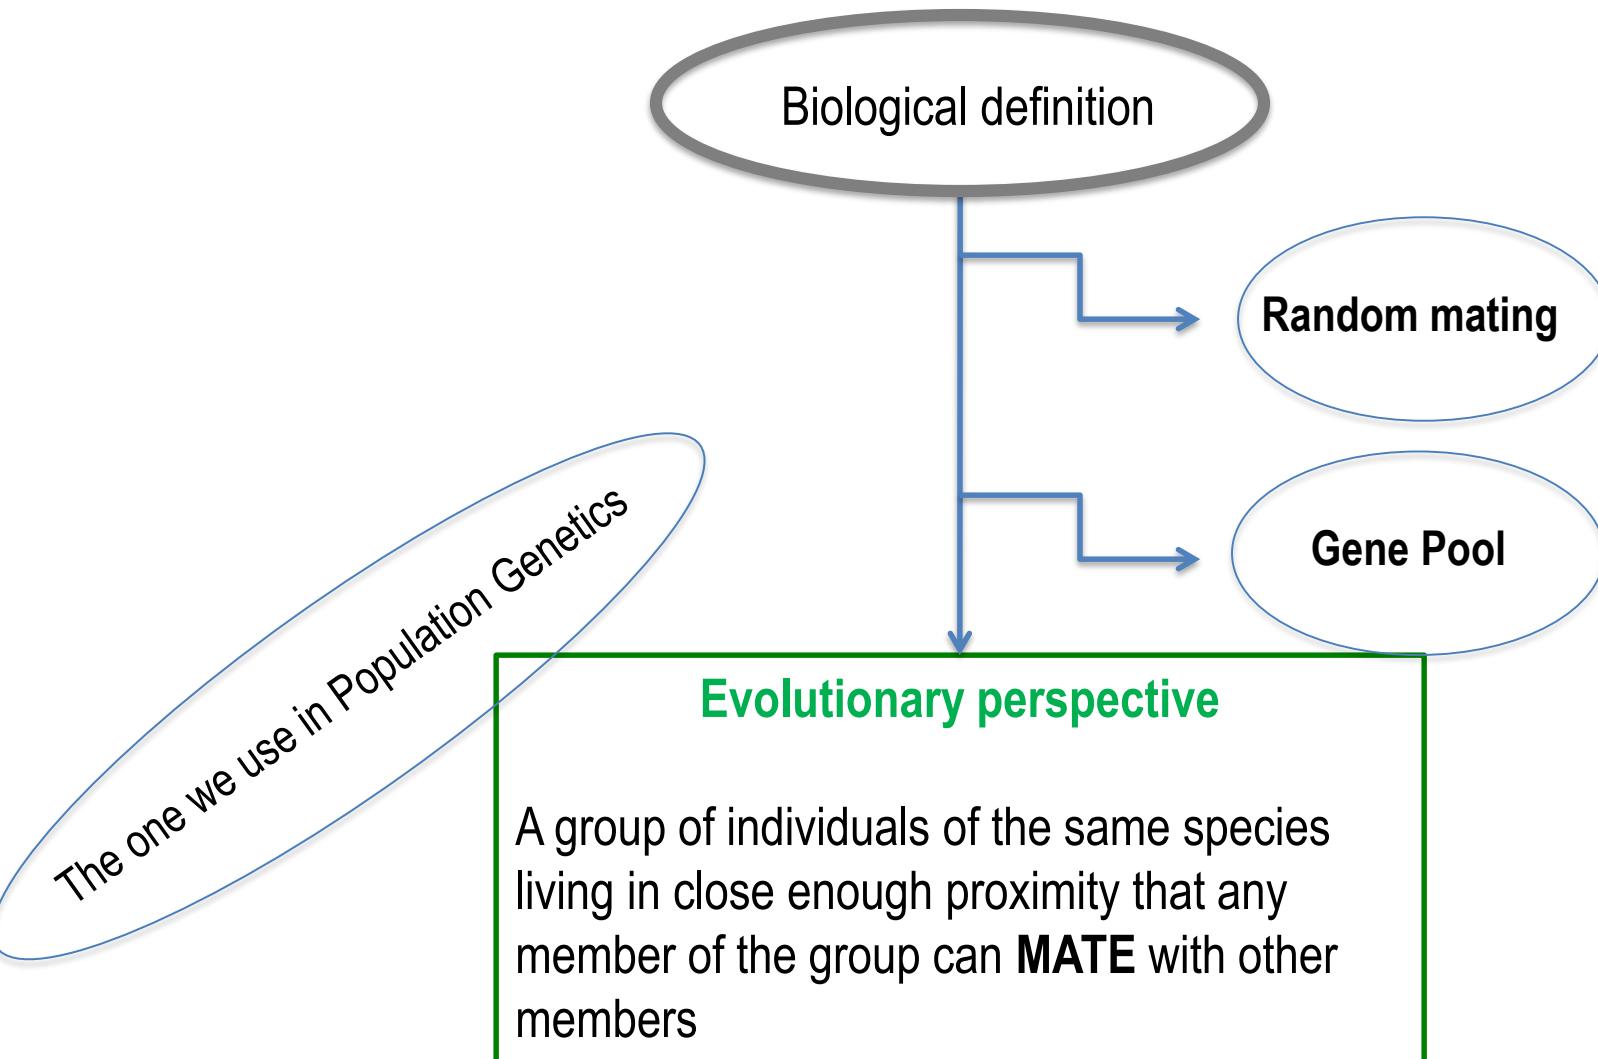 Biological definition
Random mating
Gene Pool
The one we use in Population Genetics
Evolutionary perspective
A group of individuals of the same species
living in close enough proximity that any
member of the group can MATE with other
members